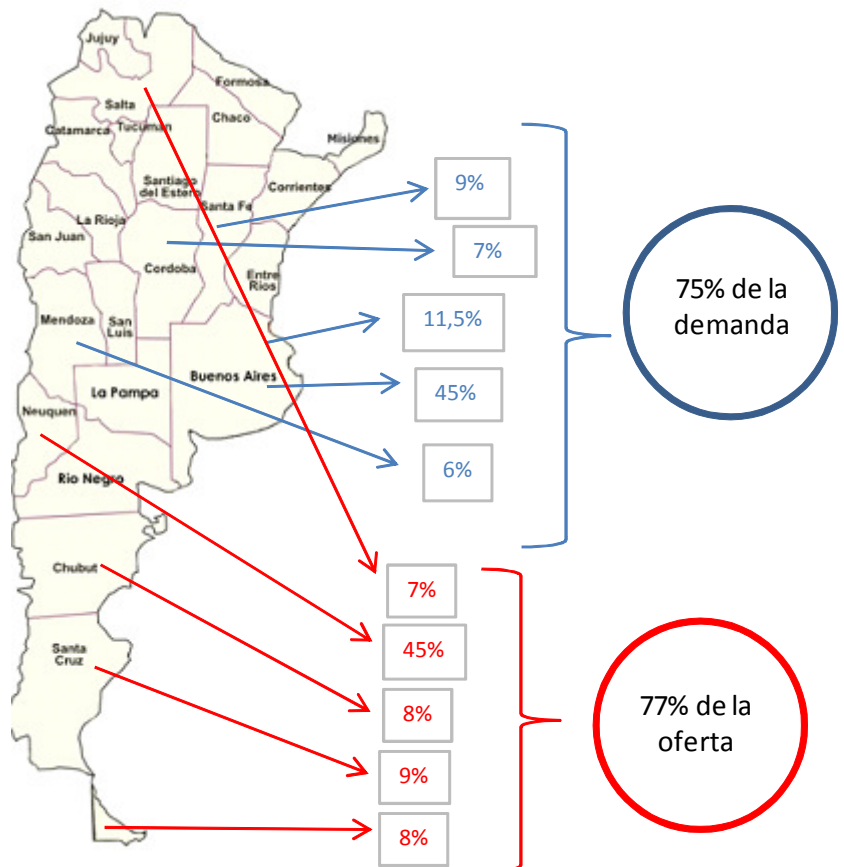 Jujuy
Formosa
Salta
Chaco
Catamarca
Tucuman
Misiones
Santiago
del Estero
Santa Fe
Corrientes
La Rioja
San Juan
Cordoba
Entre
Rios
Mendoza
San
Luis
Buenos Aires
La Pampa
Neuquen
Rio Negro
Chubut
Santa
Cruz
9%
7%
11,5%
45%
6%
75% de la
demanda
7%
45%
8%
9%
8%
77% de la
oferta